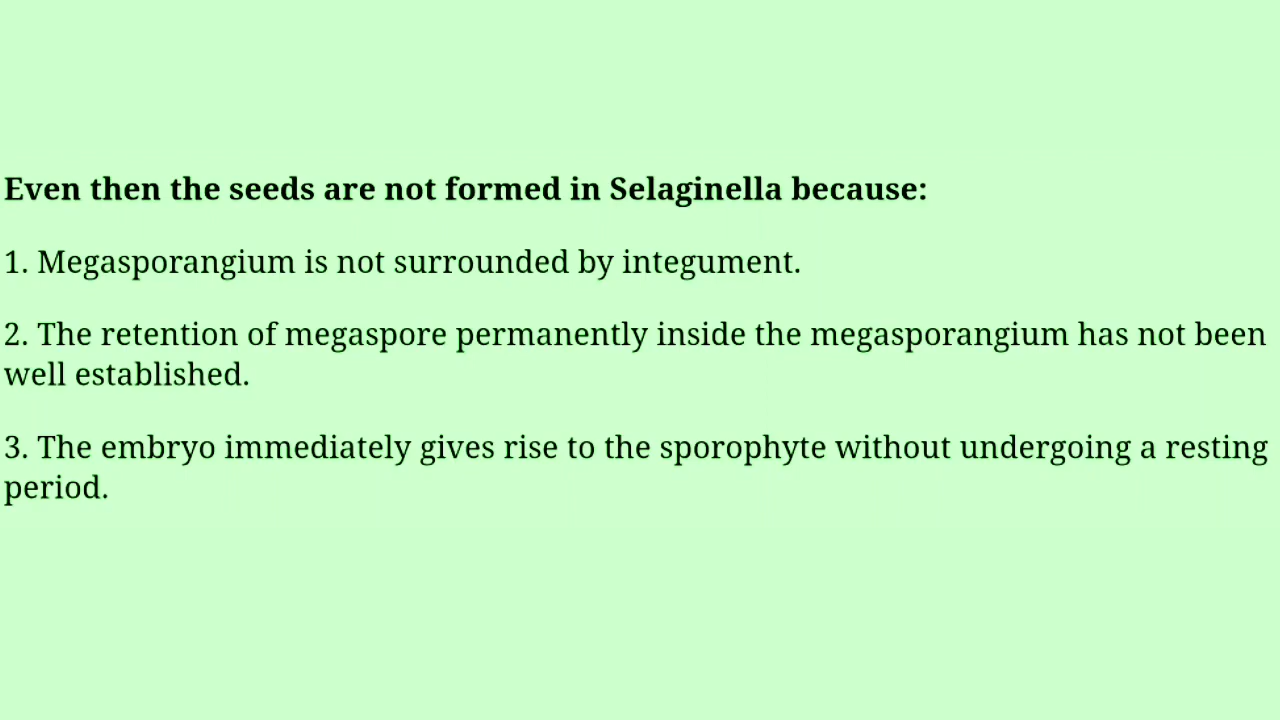 Even then the seeds are not formed in Selaginella because:
1. Megasporangium is not surrounded by integument.
2. The retention of megaspore permanently inside the megasporangium has not been
well established.
3. The embryo immediately gives rise to the sporophyte without undergoing a resting
period.